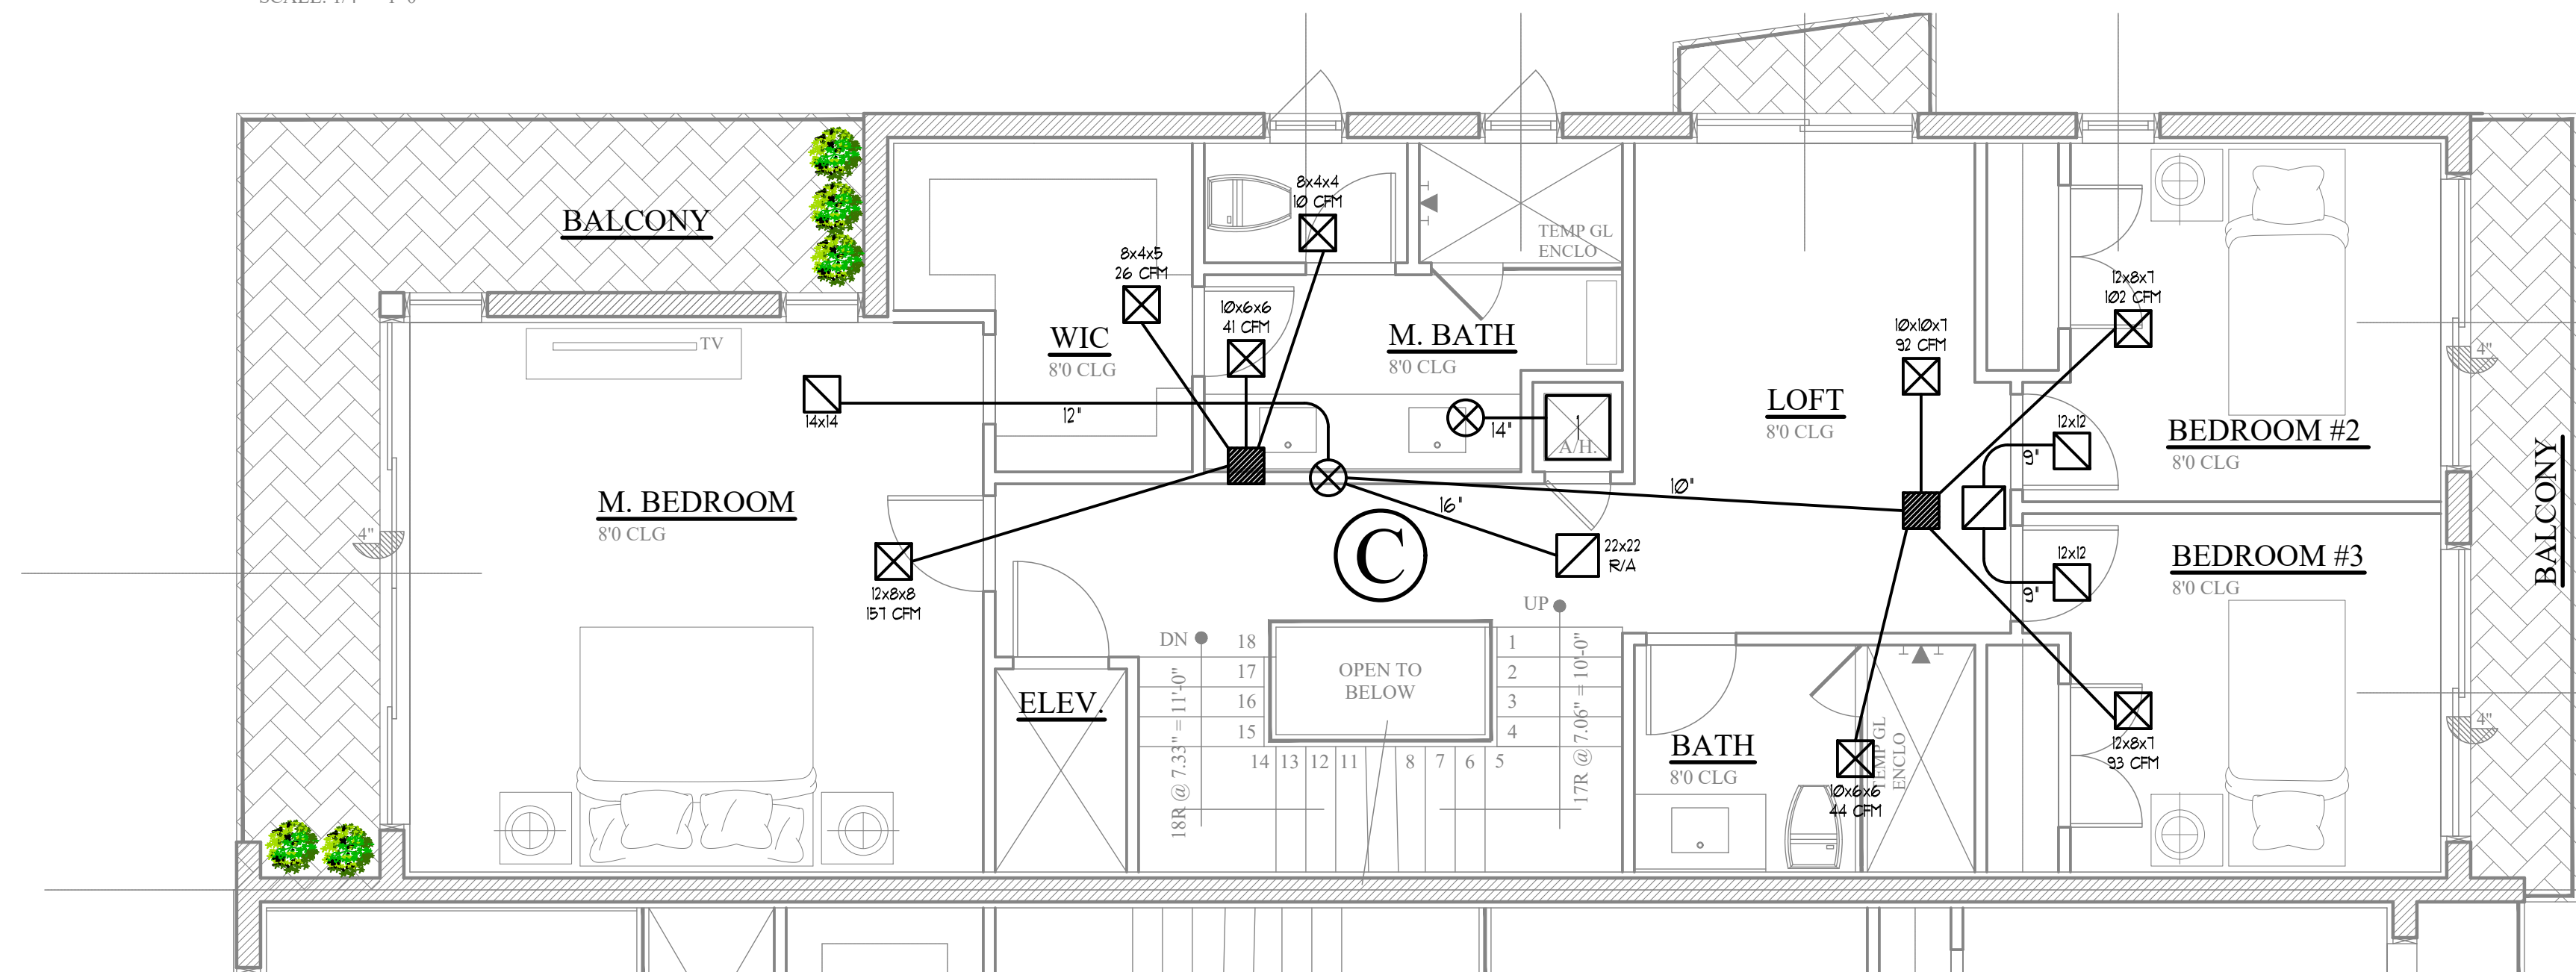 BALCONY
8x4x4
10 CFM
TEMP GL
ENCLO
8x4x5
26 CFM
10x6x6
41 CFM
WIC
8'0 CLG
M. BATH
8'0 CLG
TV
14x14
12"
14"
1
A/H.
LOFT
8'0 CLG
10x10x7
92 CFM
12x8x7
102 CFM
4"
12x12
9"
BEDROOM #2
8'0 CLG
M. BEDROOM
8'0 CLG
4"
16"
10"
C
22x22
R/A
12x12
9"
BEDROOM #3
8'0 CLG
BALCONY
12x8x8
157 CFM
UP
DN
18
17
16
15
14
13
12
11
OPEN TO
BELOW
1
2
3
4
8
7
6
5
18R @ 7.33" = 11'-0"
17R @ 7.06" = 10'-0"
ELEV.
BATH
8'0 CLG
TEMP GL
ENCLO
10x6x6
44 CFM
4"
12x8x7
93 CFM